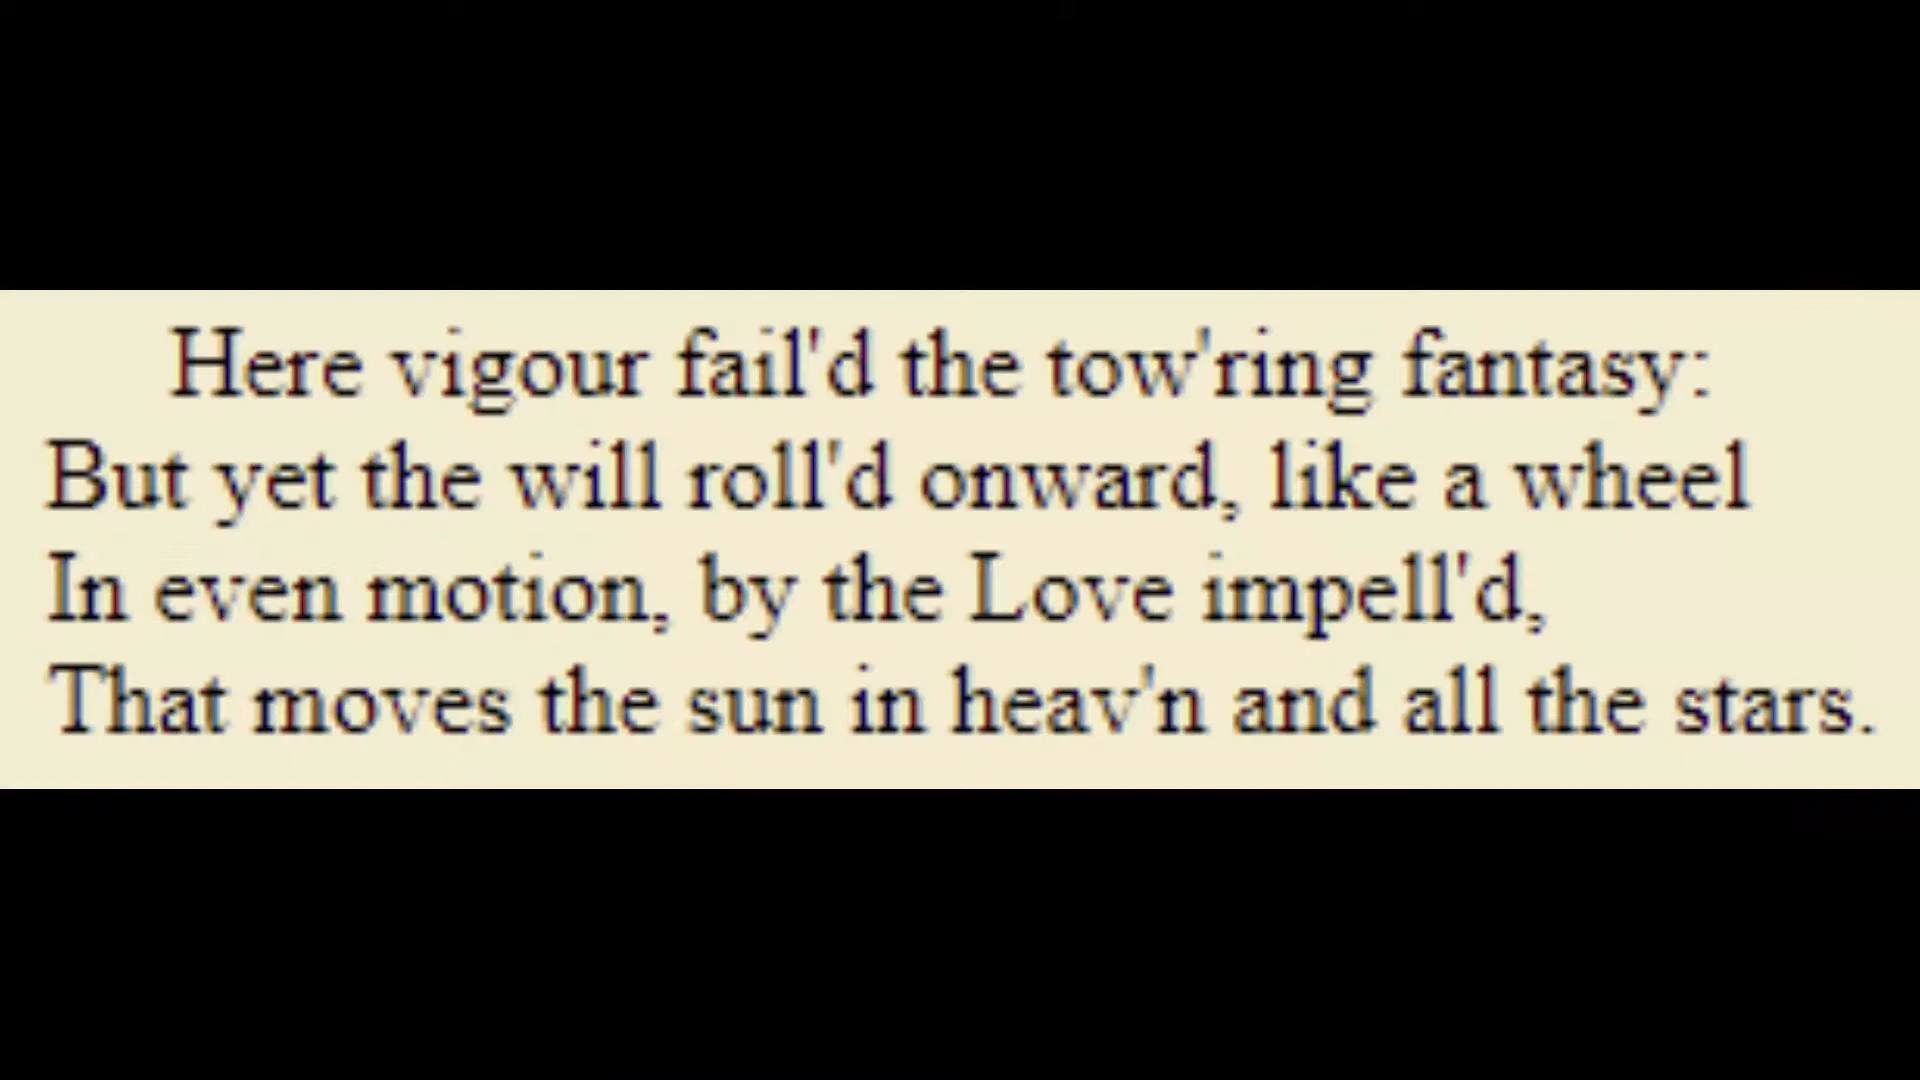 Here vigour fail'd the tow'ring fantasy:
But yet the will roll'd onward, like a wheel
In even motion, by the Love impell'd,
That moves the sun in heav'n and all the stars.